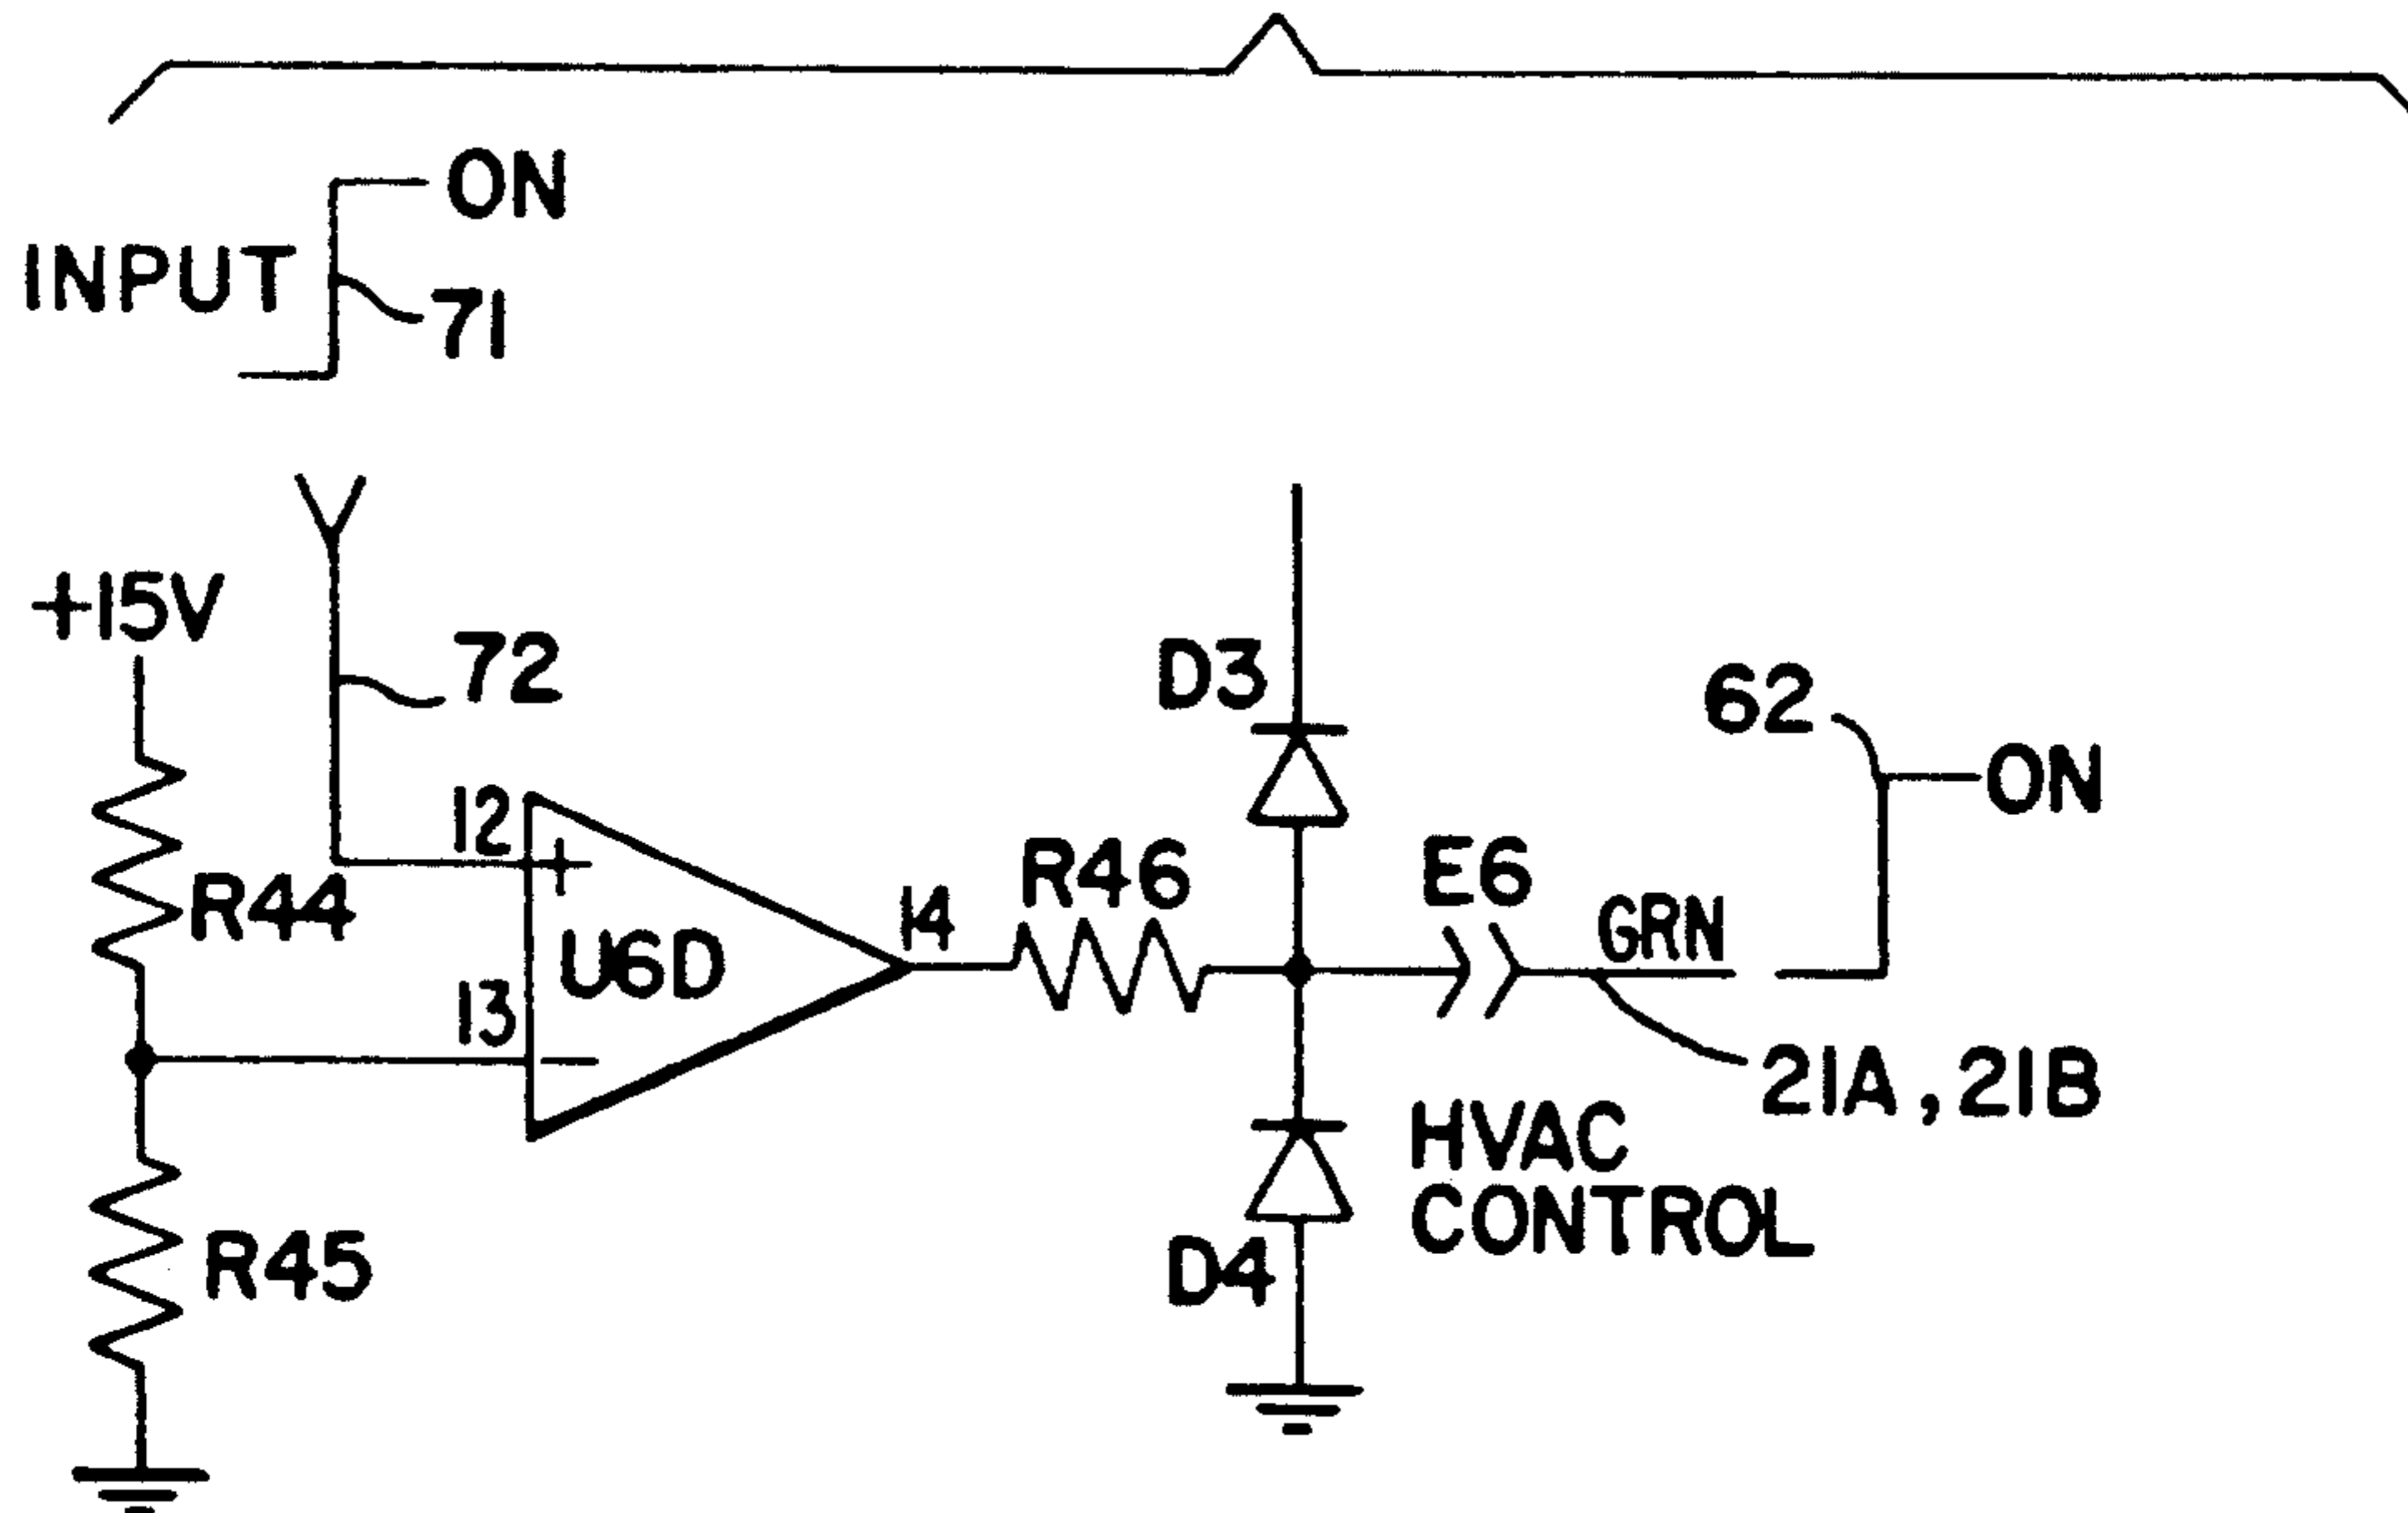 ON
INPUT
71
+15V
72
D3
62
ON
12
+
R44
U6D
14
R46
E6
GRN
13
−
21A, 21B
HVAC
CONTROL
R45
D4